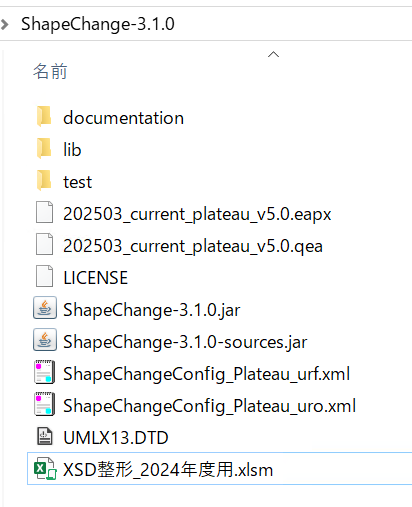 ShapeChange-3.1.0
名前
documentation
lib
test
202503_current_plateau_v5.0.eapx
202503_current_plateau_v5.0.qea
LICENSE
ShapeChange-3.1.0.jar
ShapeChange-3.1.0-sources.jar
ShapeChangeConfig_Plateau_urf.xml
ShapeChangeConfig_Plateau_uro.xml
UMLX13.DTD
XSD整形_2024年度用.xlsm